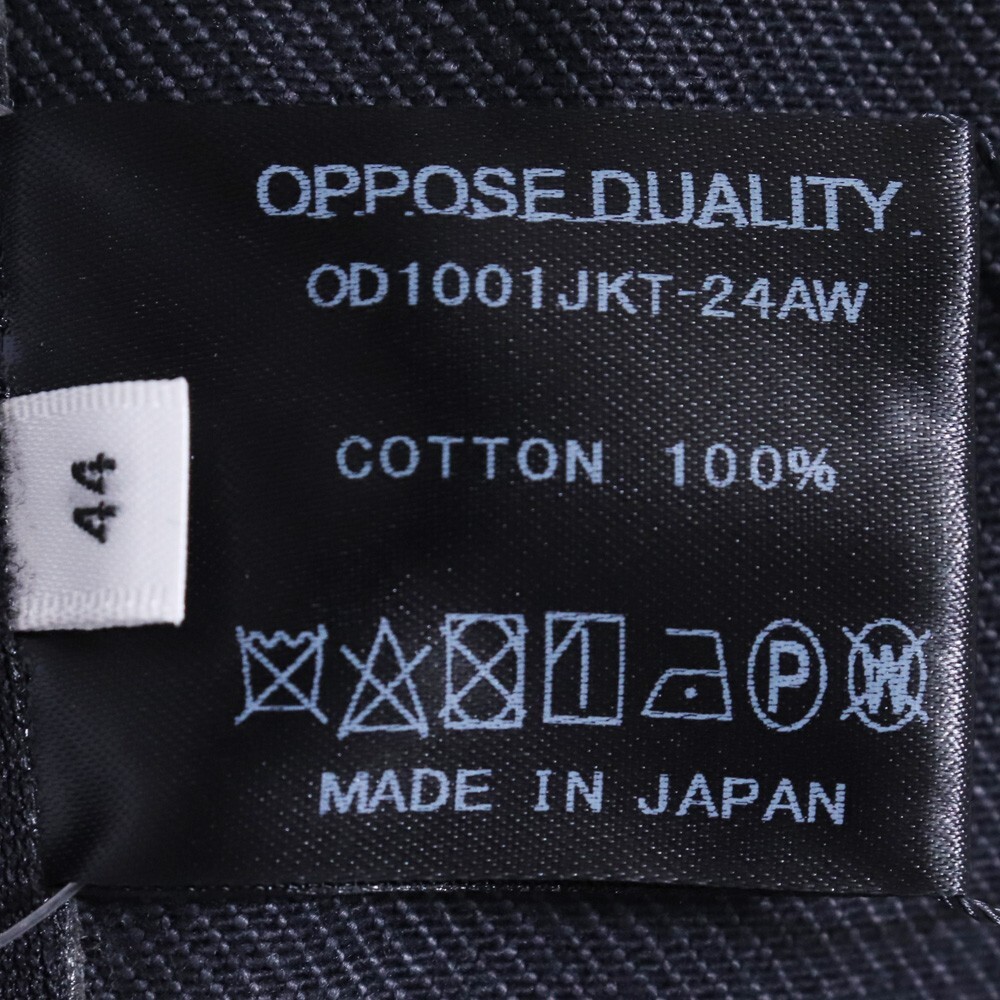 OPPOSE DUALITY
OD1001JKT-24AW
COTTON 100%
44
P W
MADE IN JAPAN